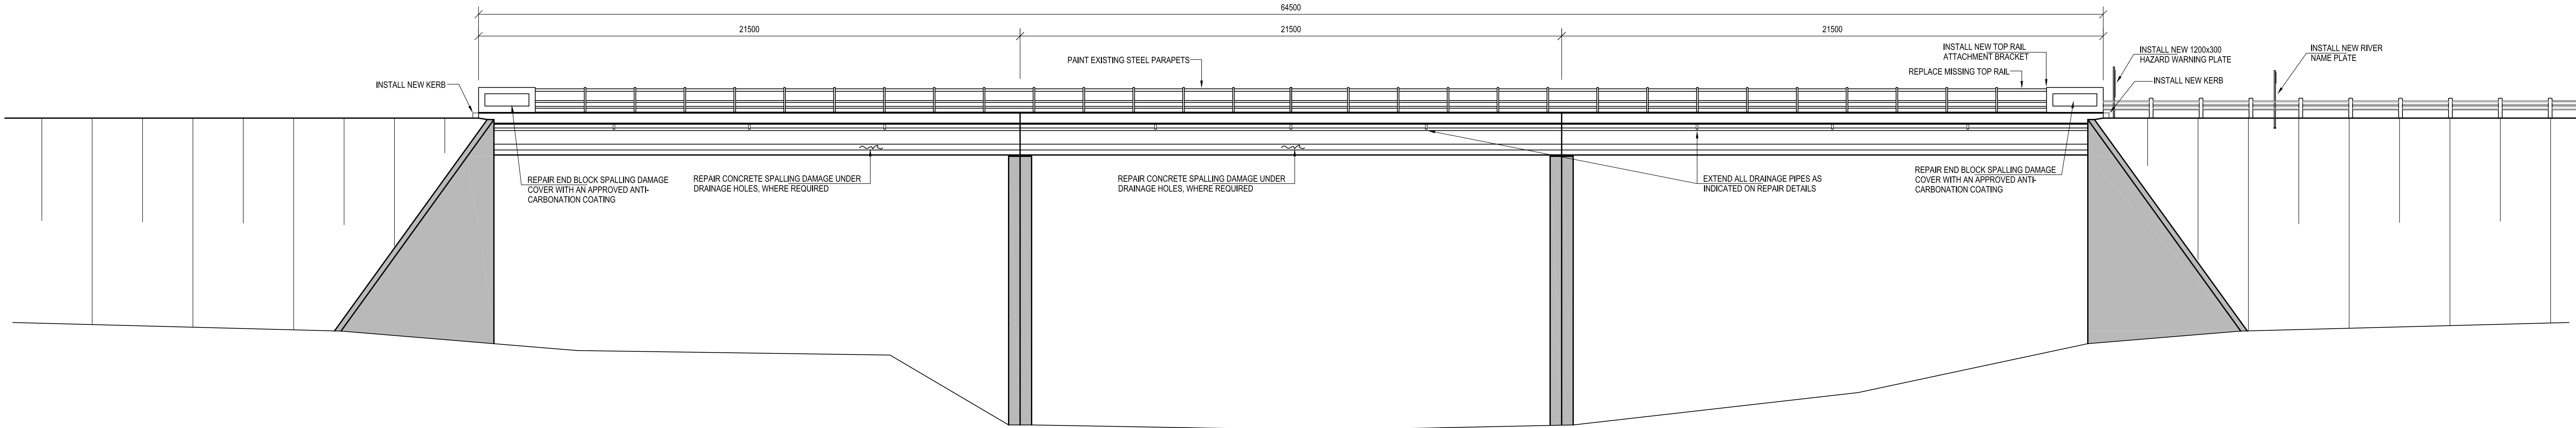 64500
21500
21500
21500
INSTALL NEW KERB
PAINT EXISTING STEEL PARAPETS
INSTALL NEW TOP RAIL
ATTACHMENT BRACKET
REPLACE MISSING TOP RAIL
INSTALL NEW 1200x300
HAZARD WARNING PLATE
INSTALL NEW KERB
INSTALL NEW RIVER
NAME PLATE
REPAIR END BLOCK SPALLING DAMAGE
COVER WITH AN APPROVED ANTI-
CARBONATION COATING
REPAIR CONCRETE SPALLING DAMAGE UNDER
DRAINAGE HOLES, WHERE REQUIRED
REPAIR CONCRETE SPALLING DAMAGE UNDER
DRAINAGE HOLES, WHERE REQUIRED
EXTEND ALL DRAINAGE PIPES AS
INDICATED ON REPAIR DETAILS
REPAIR END BLOCK SPALLING DAMAGE
COVER WITH AN APPROVED ANTI-
CARBONATION COATING